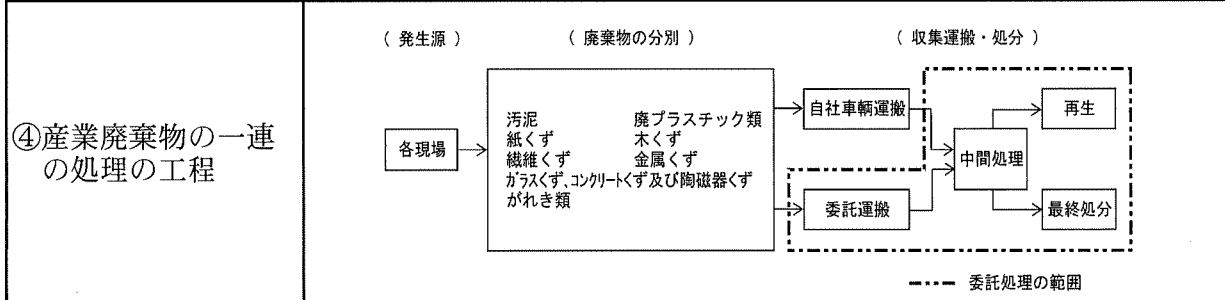 ④産業廃棄物の一連
の処理の工程
( 発生源 )
( 廃棄物の分別 )
( 収集運搬・処分 )
各現場
汚泥 廃プラスチック類
紙くず 木くず
繊維くず 金属くず
ガラスくず、コンクリートくず及び陶磁器くず
がれき類
自社車輌運搬
委託運搬
中間処理
再生
最終処分
委託処理の範囲